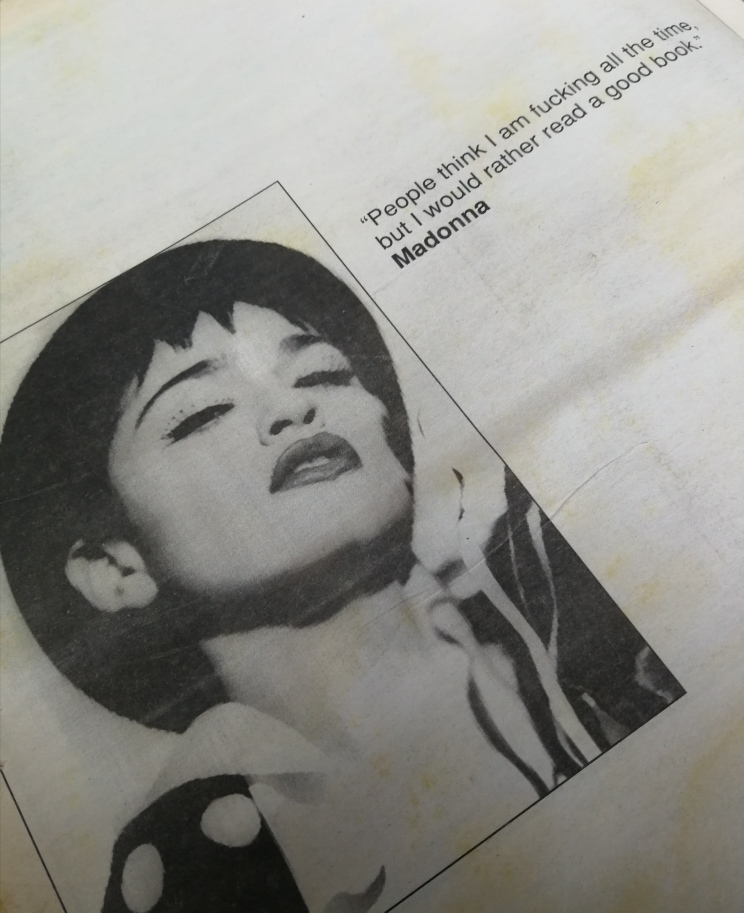 “People think I am fucking all the time,
but I would rather read a good book.”
Madonna